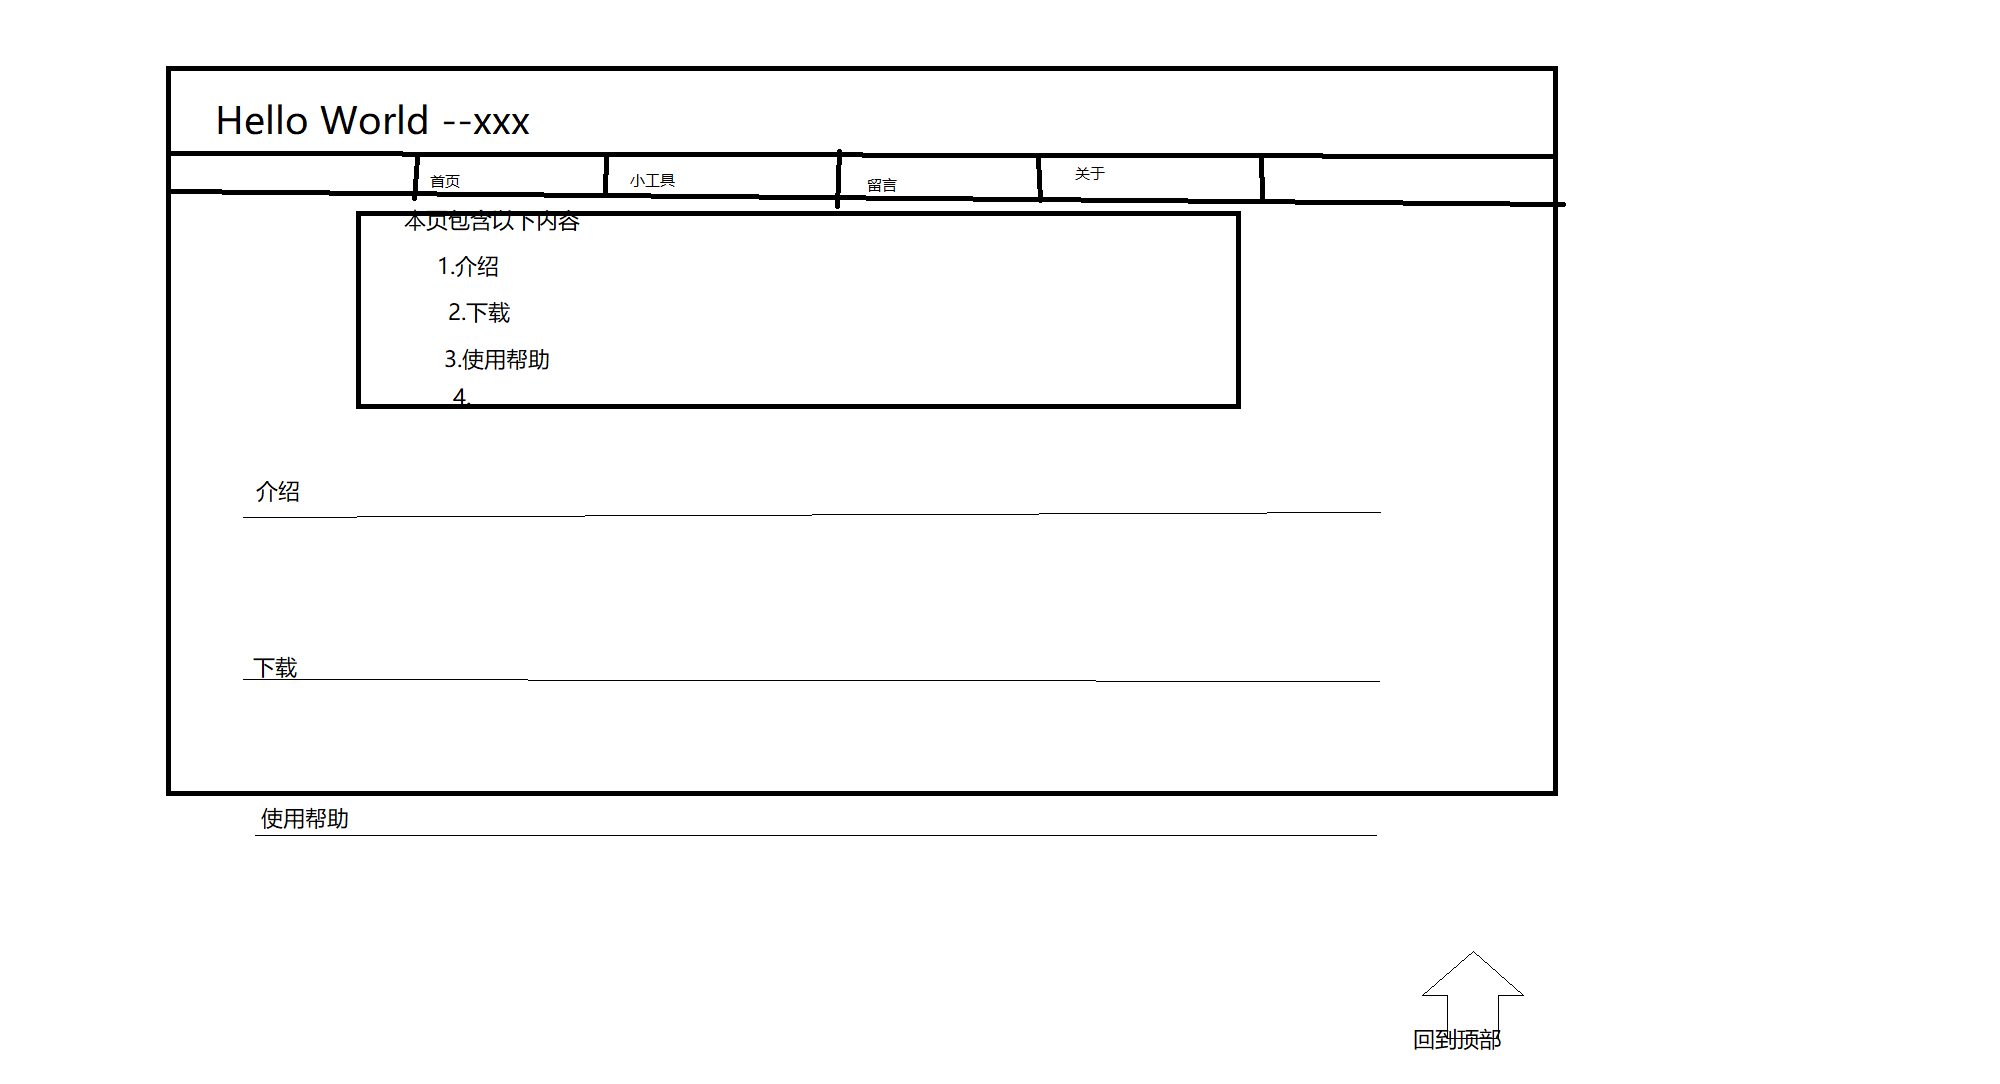 Hello World --xxx
首页
小工具
留言
关于
本页包含以下内容
1.介绍
2.下载
3.使用帮助
4.
介绍
下载
使用帮助
回到顶部